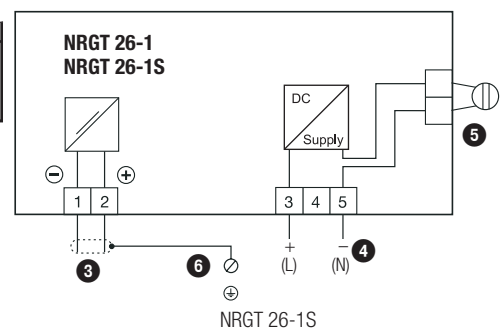 NRGT 26-1
NRGT 26-1S
DC
Supply
5
⊖ ⊕
1 2 3 4 5
+ −
(L) (N) 4
3 6
NRGT 26-1S